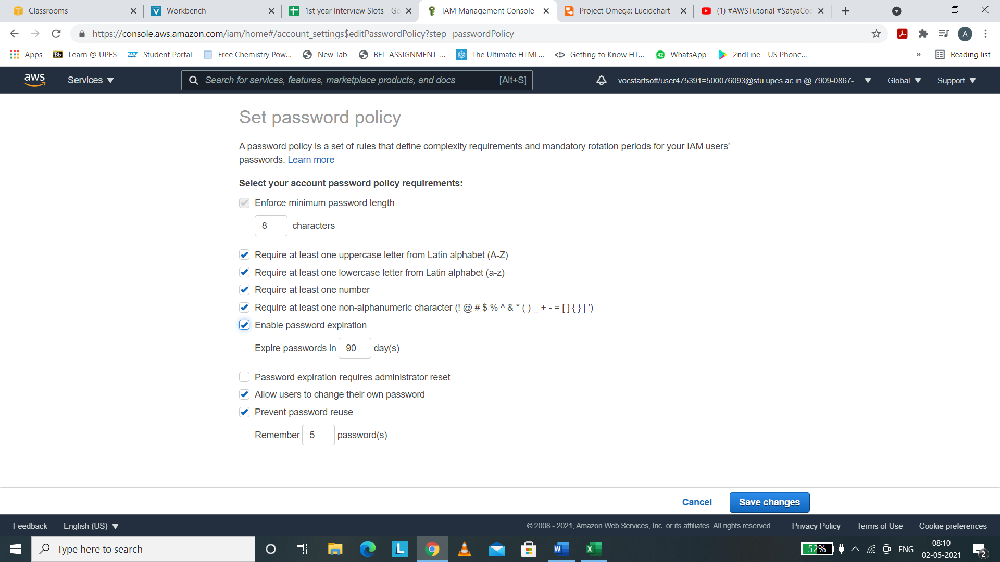 Classrooms
Workbench
1st year Interview Slots - Go
IAM Management Console
Project Omega: Lucidchart
(1) #AWSTutorial #SatyaCo
https://console.aws.amazon.com/iam/home#/account_settings$editPasswordPolicy?step=passwordPolicy
A
Apps
Bb Learn @ UPES
SAP Student Portal
Free Chemistry Pow...
New Tab
BEL_ASSIGNMENT-...
The Ultimate HTML...
Getting to Know HT...
42 WhatsApp
2ndLine - US Phone...
»
Reading list
aws
Services
Search for services, features, marketplace products, and docs [Alt+S]
vocstartsoft/user475391=500076093@stu.upes.ac.in @ 7909-0867-...
Global
Support
Set password policy
A password policy is a set of rules that define complexity requirements and mandatory rotation periods for your IAM users'
passwords. Learn more
Select your account password policy requirements:
Enforce minimum password length
8 characters
Require at least one uppercase letter from Latin alphabet (A-Z)
Require at least one lowercase letter from Latin alphabet (a-z)
Require at least one number
Require at least one non-alphanumeric character (! @ # $ % ^ & * ( ) _ + - = [ ] { } | ')
Enable password expiration
Expire passwords in 90 day(s)
Password expiration requires administrator reset
Allow users to change their own password
Prevent password reuse
Remember 5 password(s)
Cancel
Save changes
Feedback
English (US)
© 2008 - 2021, Amazon Web Services, Inc. or its affiliates. All rights reserved.
Privacy Policy
Terms of Use
Cookie preferences
Type here to search
L
W
X
52%
ENG
08:10
02-05-2021
2